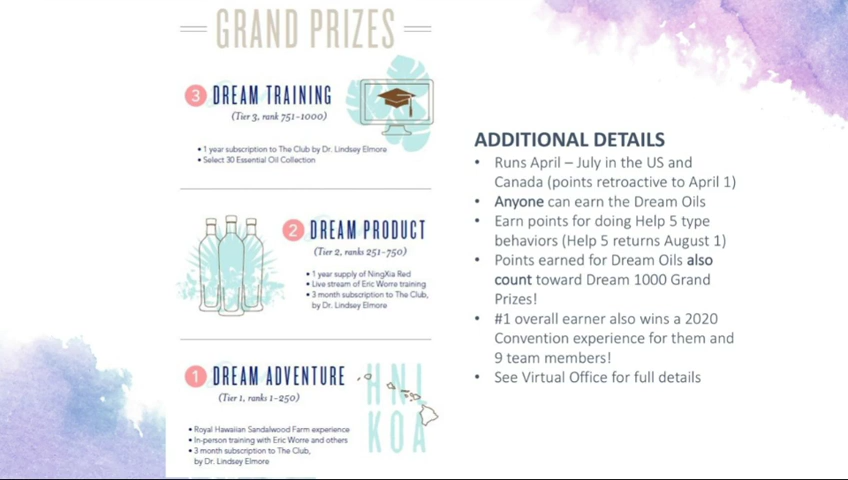 GRAND PRIZES
3 DREAM TRAINING
(Tier 3, rank 751-1000)
• 1 year subscription to The Club by Dr. Lindsey Elmore
• Select 30 Essential Oil Collection
2 DREAM PRODUCT
(Tier 2, ranks 251-750)
• 1 year supply of NingXia Red
• Live stream of Eric Worre training
• 3 month subscription to The Club,
by Dr. Lindsey Elmore
1 DREAM ADVENTURE
(Tier 1, ranks 1-250)
HNL
KOA
• Royal Hawaiian Sandalwood Farm experience
• In-person training with Eric Worre and others
• 3 month subscription to The Club,
by Dr. Lindsey Elmore
ADDITIONAL DETAILS
• Runs April – July in the US and
Canada (points retroactive to April 1)
• Anyone can earn the Dream Oils
• Earn points for doing Help 5 type
behaviors (Help 5 returns August 1)
• Points earned for Dream Oils also
count toward Dream 1000 Grand
Prizes!
• #1 overall earner also wins a 2020
Convention experience for them and
9 team members!
• See Virtual Office for full details